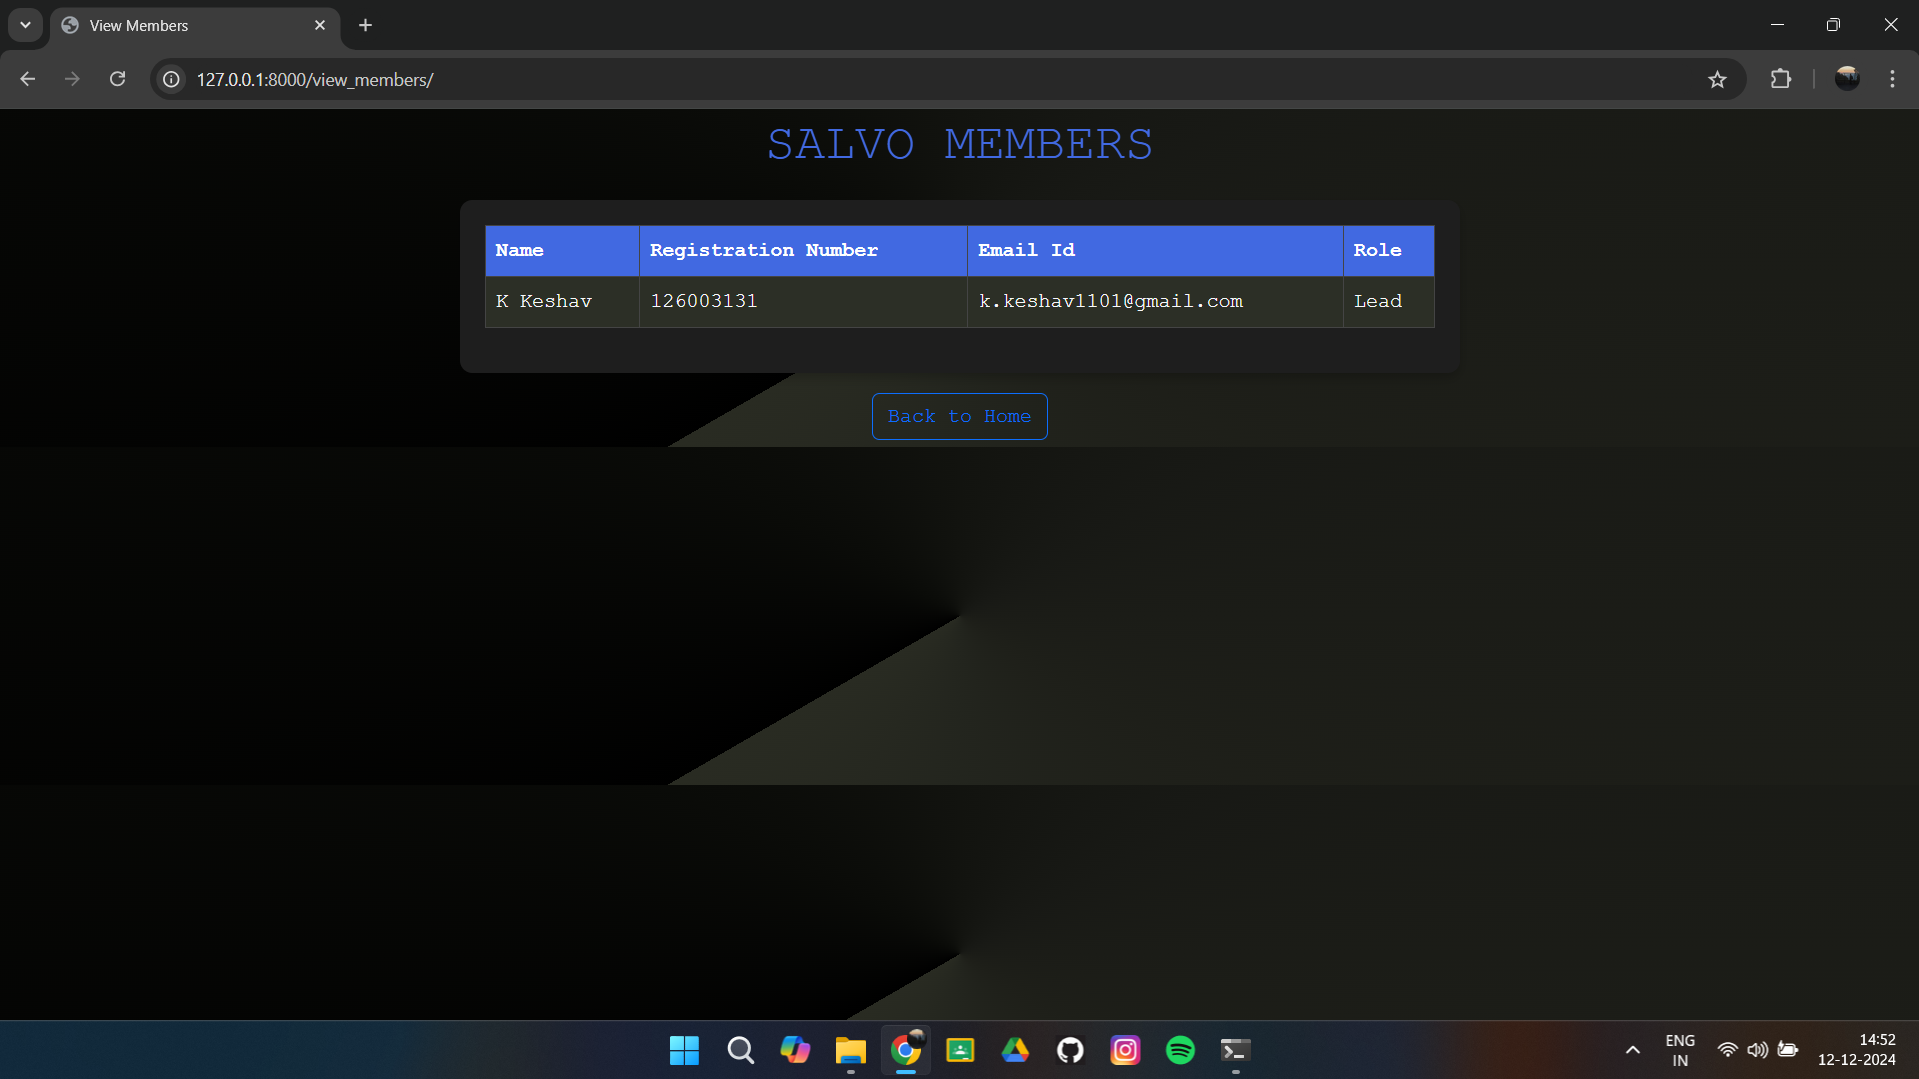 View Members
127.0.0.1:8000/view_members/
SALVO MEMBERS
Name Registration Number Email Id Role
K Keshav 126003131 k.keshav1101@gmail.com Lead
Back to Home
ENG 14:52
IN 12-12-2024